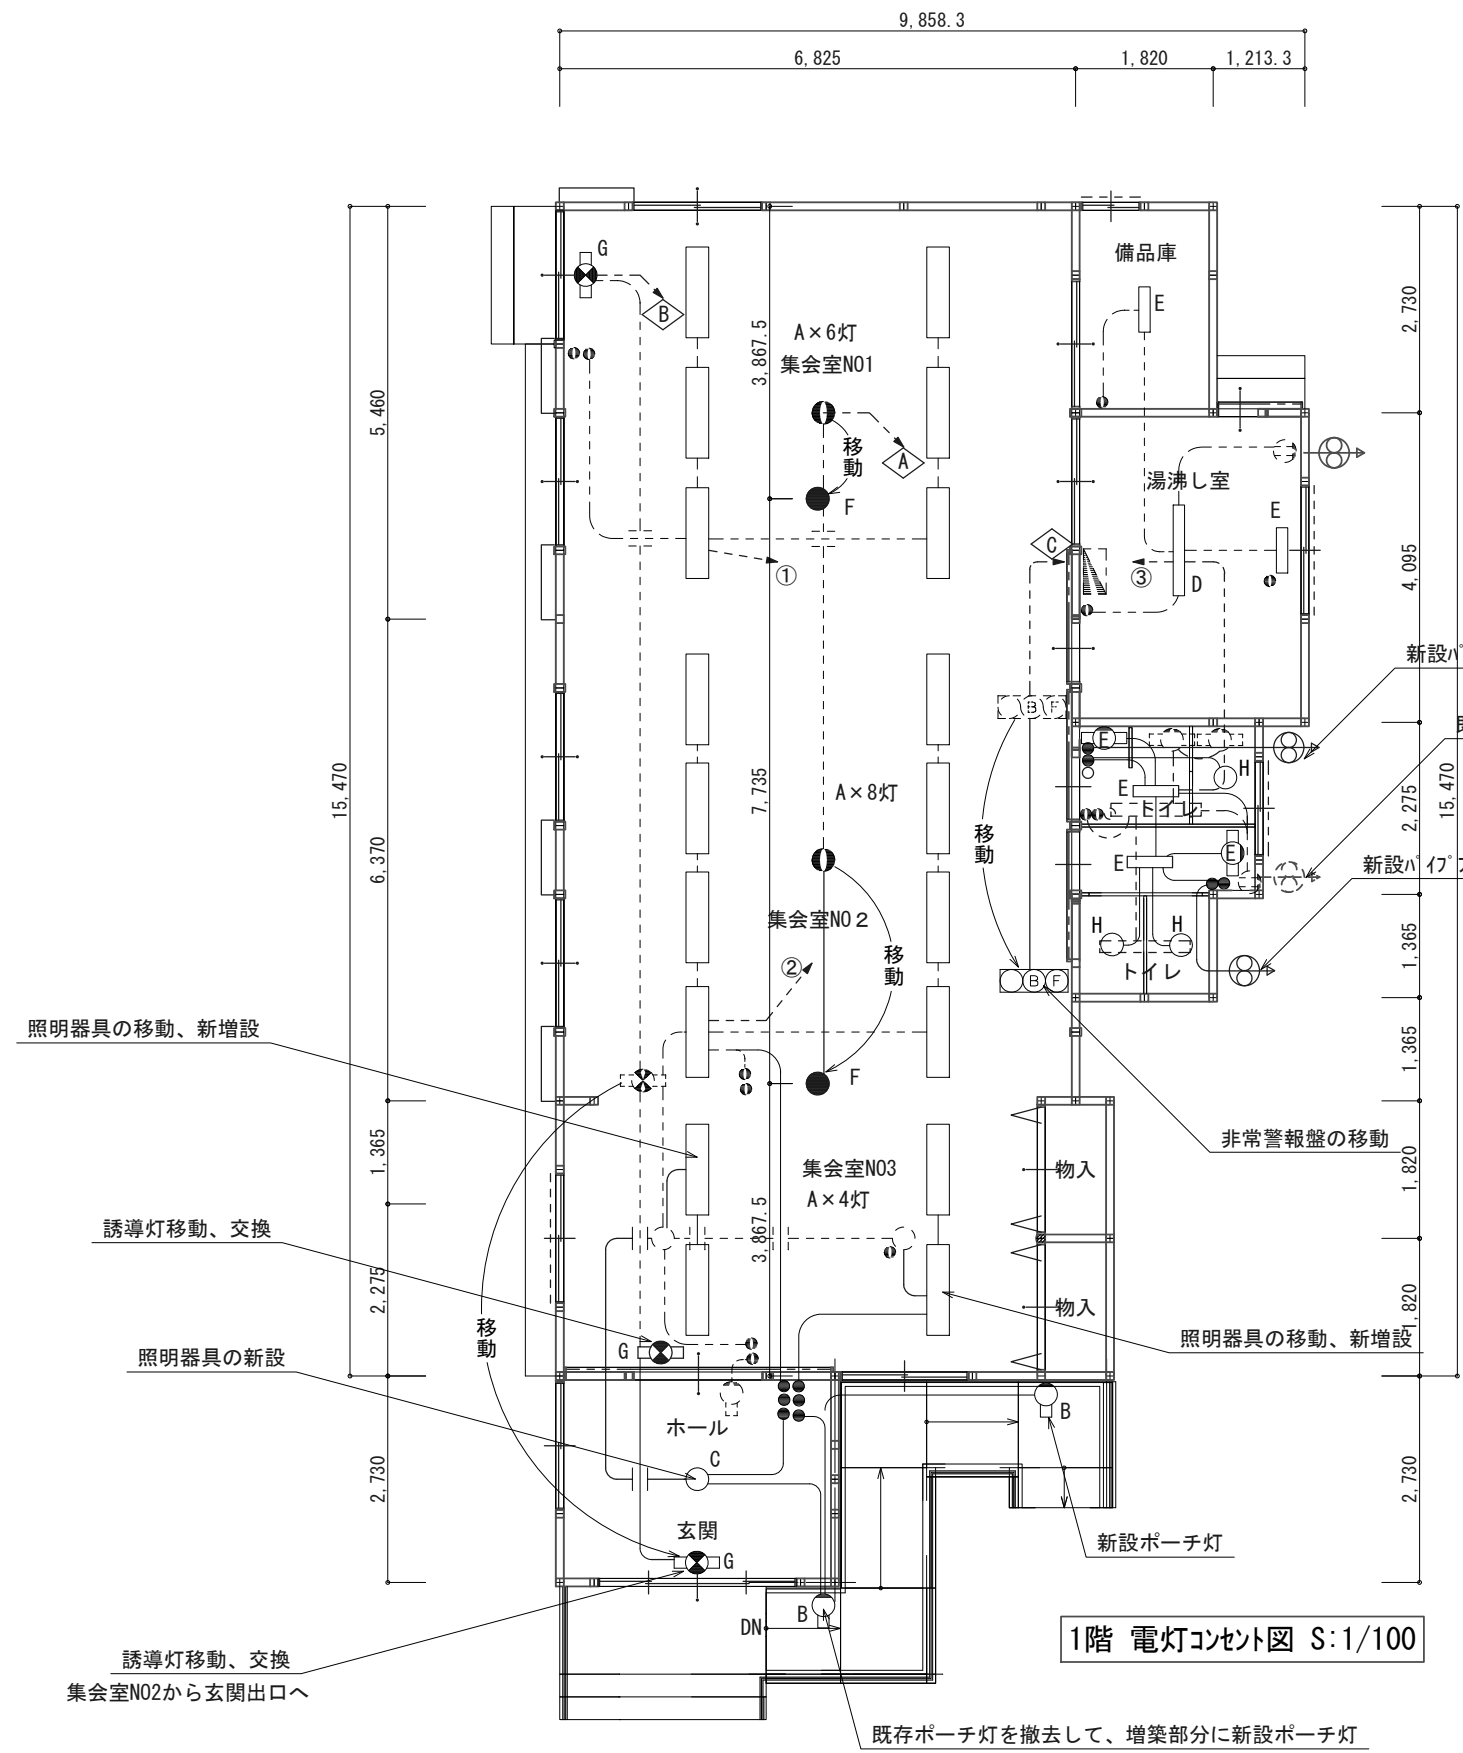 9,858.3
6,825
1,820
1,213.3
G
B
A×6灯
集会室NO1
3,867.5
移動
A
F
①
備品庫
E
湯沸し室
E
C
③
D
2,730
4,095
2,275
15,470
1,365
1,365
1,820
1,820
2,730
5,460
15,470
6,370
1,365
2,275
2,730
7,735
A×8灯
集会室NO２
移動
②
F
B F
移動
B F
新設ﾊﾟ
新設ﾊﾟｲﾌﾟ
E
H
E
トイレ
E
E
H
H
トイレ
非常警報盤の移動
照明器具の移動、新増設
集会室NO3
A×4灯
3,867.5
物入
物入
誘導灯移動、交換
移動
G
照明器具の移動、新増設
照明器具の新設
ホール
C
B
玄関
G
新設ポーチ灯
B
DN
誘導灯移動、交換
集会室NO2から玄関出口へ
1階 電灯ｺﾝｾﾝﾄ図 S:1/100
既存ポーチ灯を撤去して、増築部分に新設ポーチ灯